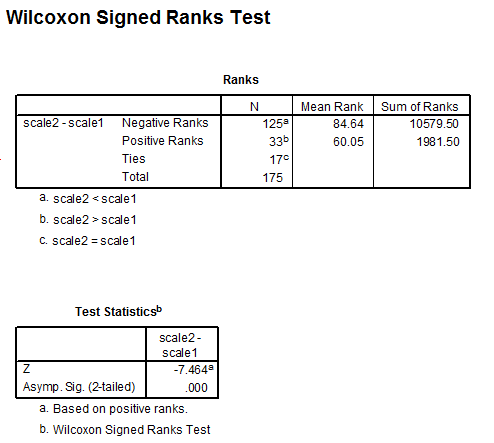 Wilcoxon Signed Ranks Test
Ranks
N Mean Rank Sum of Ranks
scale2 - scale1 Negative Ranks 125a 84.64 10579.50
Positive Ranks 33b 60.05 1981.50
Ties 17c
Total 175
a. scale2 < scale1
b. scale2 > scale1
c. scale2 = scale1
Test Statisticsb
scale2 -
scale1
Z -7.464a
Asymp. Sig. (2-tailed) .000
a. Based on positive ranks.
b. Wilcoxon Signed Ranks Test